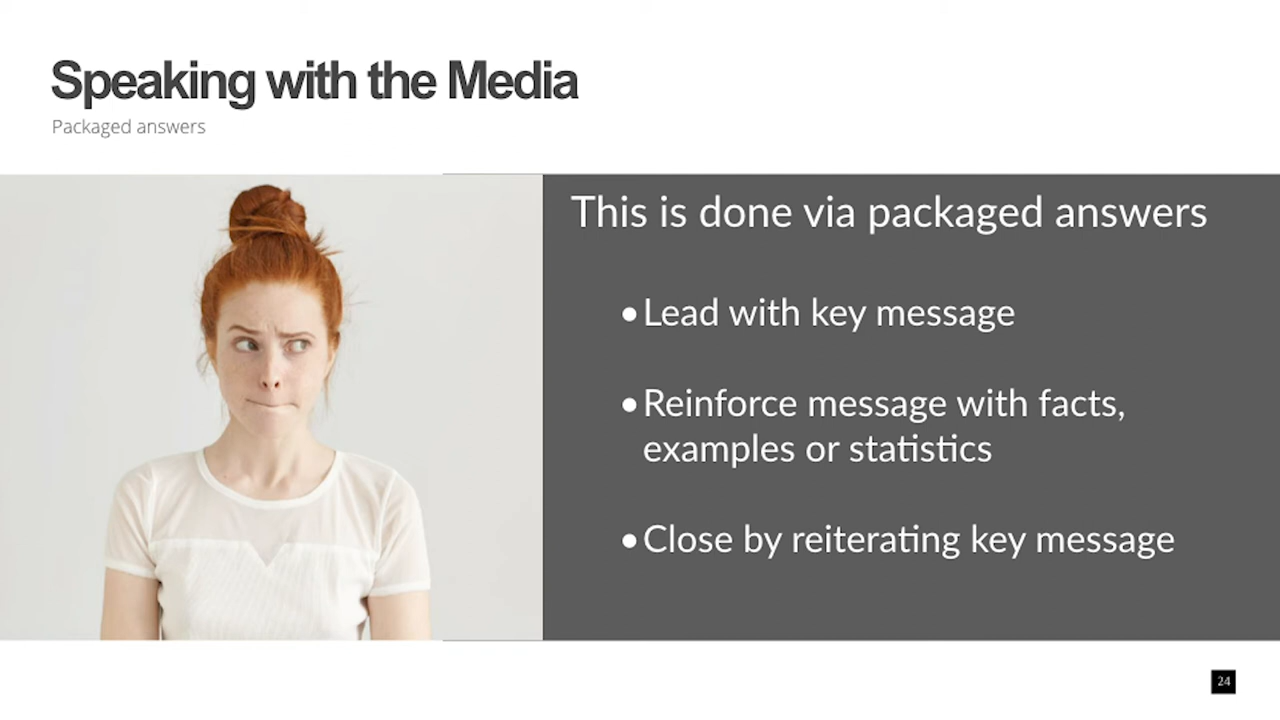 Speaking with the Media
Packaged answers
This is done via packaged answers
•Lead with key message
•Reinforce message with facts,
examples or statistics
•Close by reiterating key message
24